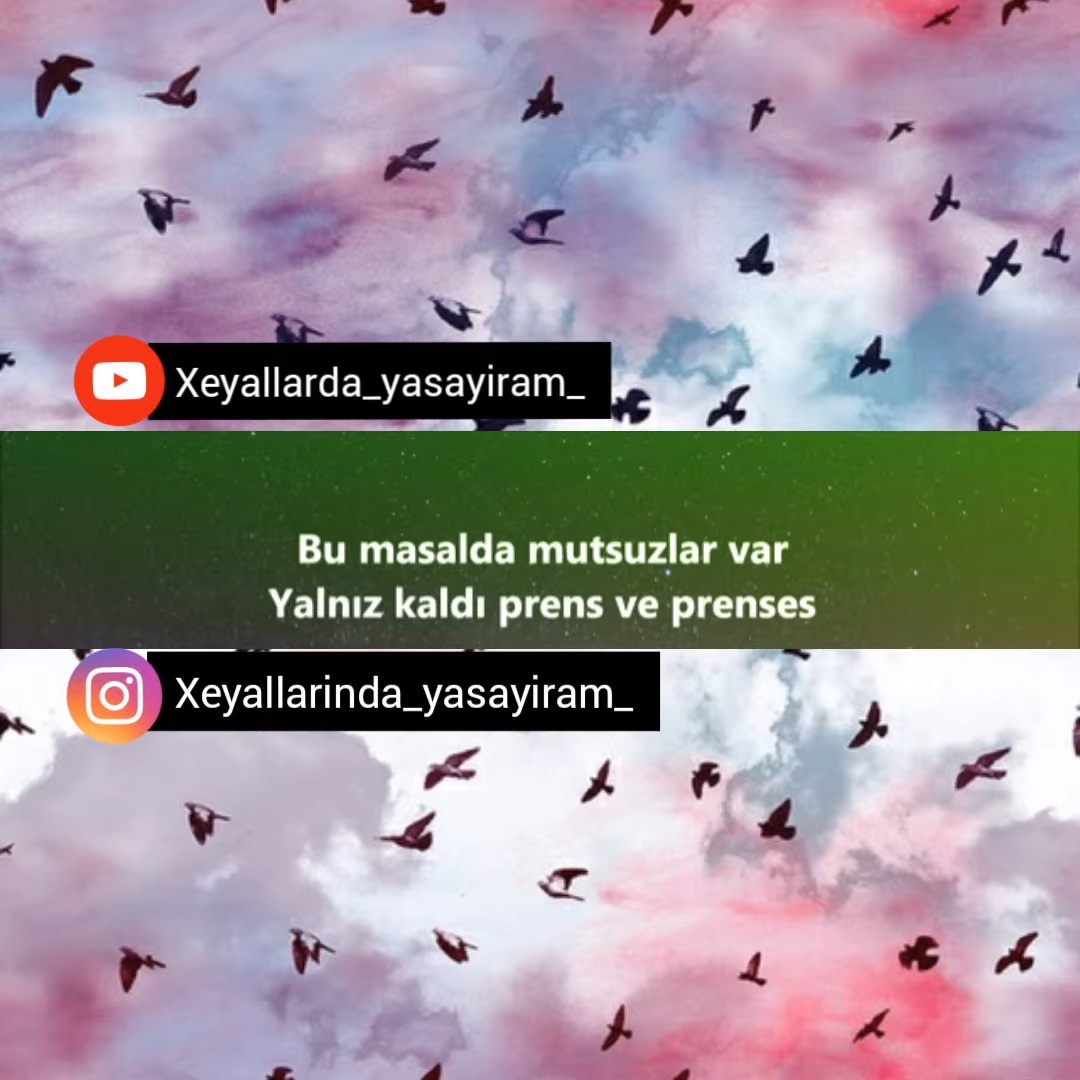 Xeyallarda_yasayiram_
Bu masalda mutsuzlar var
Yalnız kaldı prens ve prenses
Xeyallarinda_yasayiram_